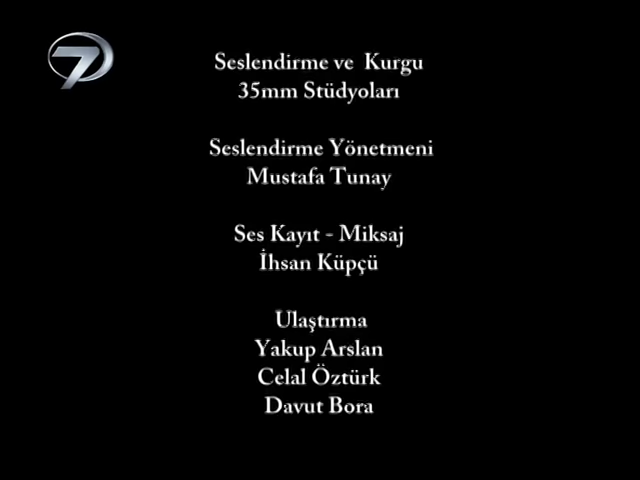 7
Seslendirme ve Kurgu
35mm Stüdyoları
Seslendirme Yönetmeni
Mustafa Tunay
Ses Kayıt - Miksaj
İhsan Küpçü
Ulaştırma
Yakup Arslan
Celal Öztürk
Davut Bora